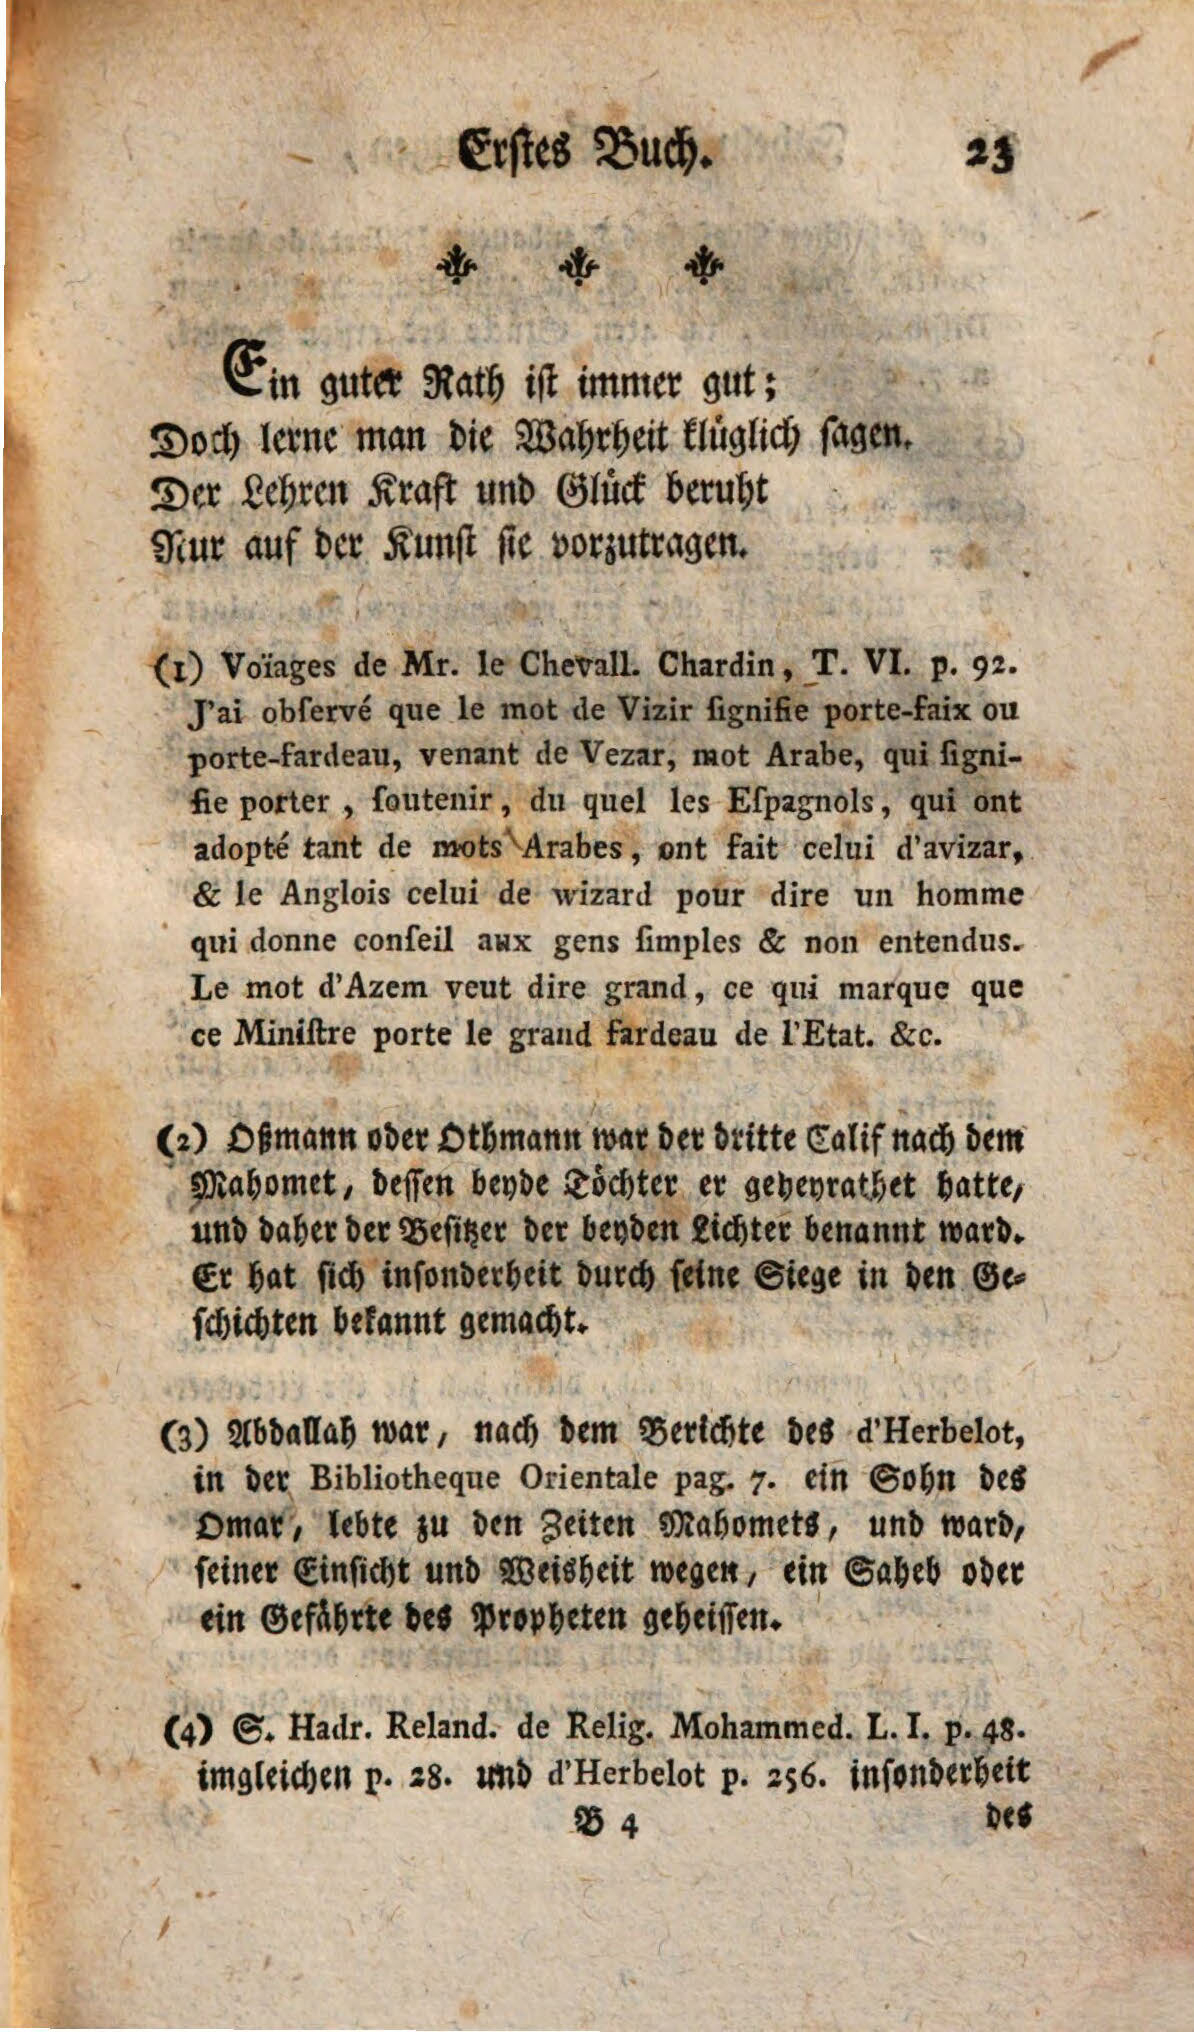 Erstes Buch. 23
Ein guter Rath ist immer gut;
Doch lerne man die Wahrheit klüglich sagen.
Der Lehren Kraft und Glück beruht
Nur auf der Kunst sie vorzutragen.
(1) Voïages de Mr. le Chevall. Chardin, T. VI. p. 92.
J'ai obſervé que le mot de Vizir ſignifie porte-faix ou
porte-fardeau, venant de Vezar, mot Arabe, qui ſigni-
fie porter, ſoutenir, du quel les Eſpagnols, qui ont
adopté tant de mots Arabes, ont fait celui d'avizar,
& le Anglois celui de wizard pour dire un homme
qui donne conſeil aux gens ſimples & non entendus.
Le mot d'Azem veut dire grand, ce qui marque que
ce Miniſtre porte le grand fardeau de l'Etat. &c.
(2) Oßmann oder Othmann war der dritte Calif nach dem
Mahomet, dessen beyde Töchter er geheyrathet hatte,
und daher der Besitzer der beyden Lichter benannt ward.
Er hat sich insonderheit durch seine Siege in den Ge-
schichten bekannt gemacht.
(3) Abdallah war, nach dem Berichte des d'Herbelot,
in der Bibliotheque Orientale pag. 7. ein Sohn des
Omar, lebte zu den Zeiten Mahomets, und ward,
seiner Einsicht und Weisheit wegen, ein Saheb oder
ein Gefährte des Propheten geheissen.
(4) S. Hadr. Reland. de Relig. Mohammed. L. I. p. 48.
imgleichen p. 28. und d'Herbelot p. 256. insonderheit
B 4 des